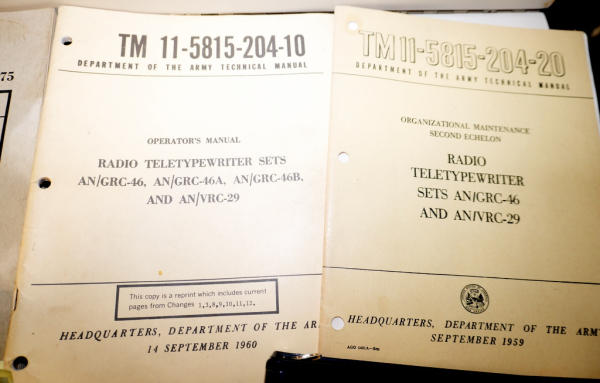 75
TM 11-5815-204-10
DEPARTMENT OF THE ARMY TECHNICAL MANUAL
OPERATOR'S MANUAL
RADIO TELETYPEWRITER SETS
AN/GRC-46, AN/GRC-46A, AN/GRC-46B,
AND AN/VRC-29
This copy is a reprint which includes current
pages from Changes 1,3,8,9,10,11,12.
HEADQUARTERS, DEPARTMENT OF THE AR
14 SEPTEMBER 1960
TM 11-5815-204-20
DEPARTMENT OF THE ARMY TECHNICAL MANUAL
ORGANIZATIONAL MAINTENANCE
SECOND ECHELON
RADIO
TELETYPEWRITER
SETS AN/GRC-46
AND AN/VRC-29
HEADQUARTERS, DEPARTMENT OF THE ARM
SEPTEMBER 1959